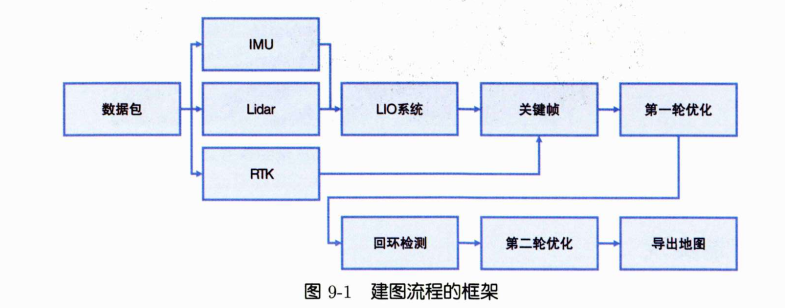 IMU
数据包
Lidar
LIO系统
关键帧
第一轮优化
RTK
回环检测
第二轮优化
导出地图
图 9-1 建图流程的框架